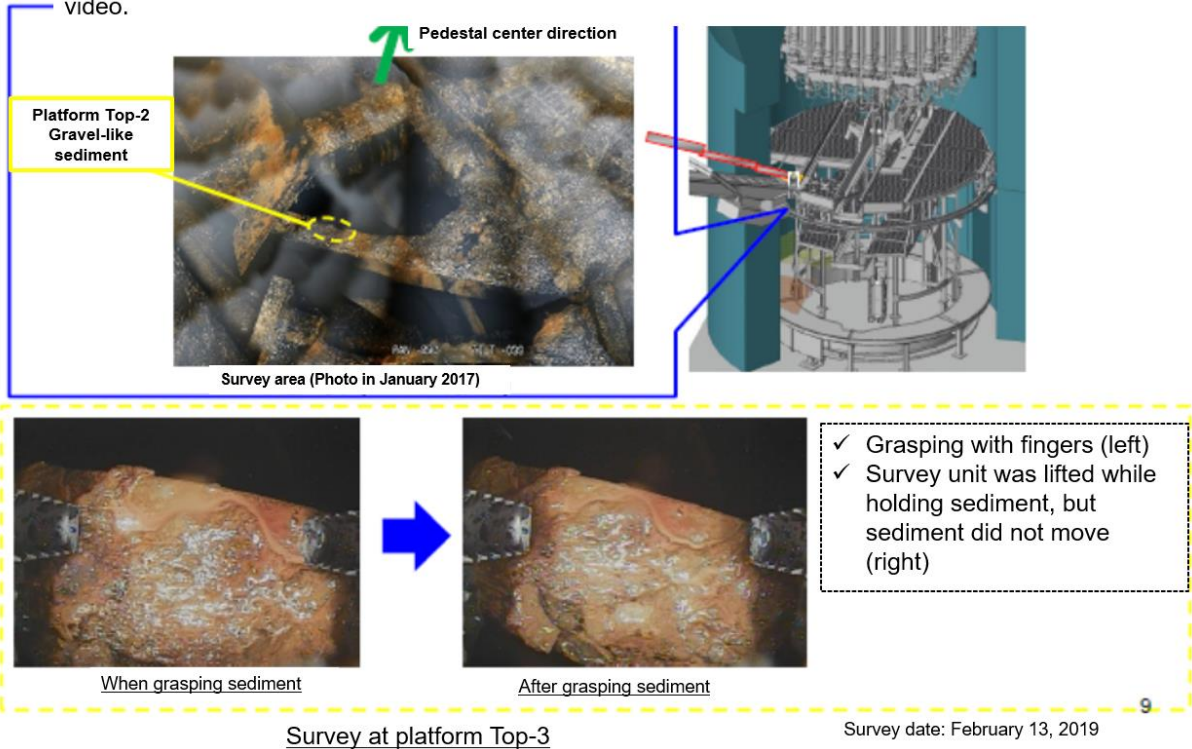 video.
Pedestal center direction
Platform Top-2
Gravel-like
sediment
Survey area (Photo in January 2017)
✓ Grasping with fingers (left)
✓ Survey unit was lifted while
holding sediment, but
sediment did not move
(right)
When grasping sediment
After grasping sediment
9
Survey at platform Top-3
Survey date: February 13, 2019